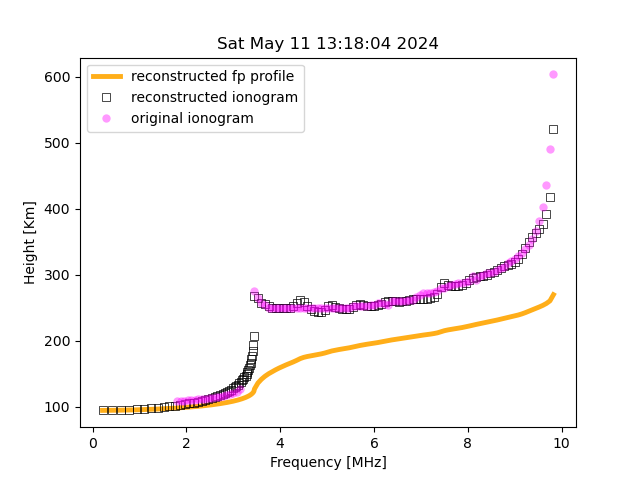 Sat May 11 13:18:04 2024
reconstructed fp profile
reconstructed ionogram
original ionogram
Height [Km]
600
500
400
300
200
100
0 2 4 6 8 10
Frequency [MHz]